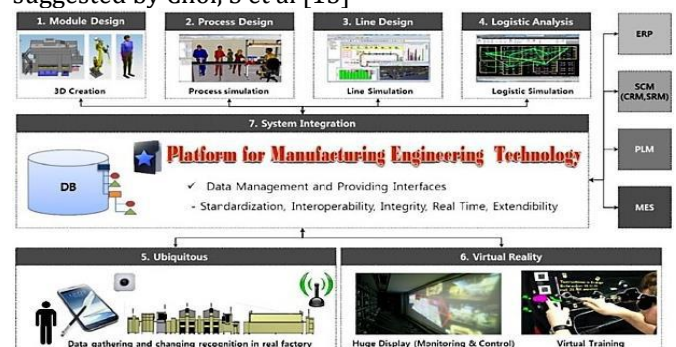 suggested by Choi, S et al [15]
1. Module Design
2. Process Design
3. Line Design
4. Logistic Analysis
3D Creation
Process simulation
Line Simulation
Logistic Simulation
ERP
SCM
(CRM,SRM)
PLM
MES
7. System Integration
DB
Platform for Manufacturing Engineering Technology
✓ Data Management and Providing Interfaces
- Standardization, Interoperability, Integrity, Real Time, Extendibility
5. Ubiquitous
6. Virtual Reality
Data gathering and changing recognition in real factory
Huge Display (Monitoring & Control)
Virtual Training